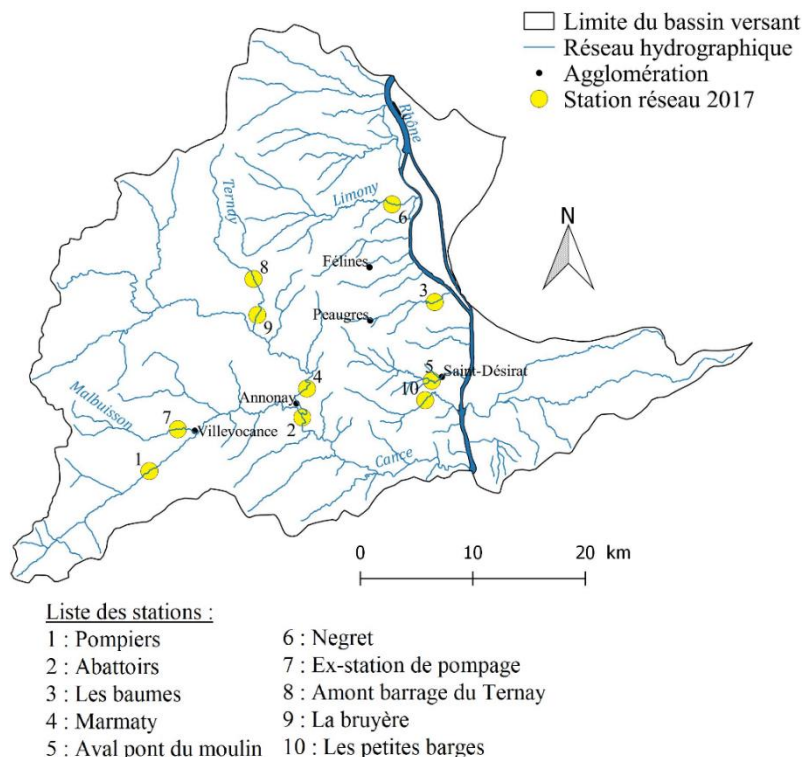 Limite du bassin versant
Réseau hydrographique
Agglomération
Station réseau 2017
Rhône
Ternay
Limony
6
N
Félines
8
3
9
Peaugres
5
Saint-Désirat
4
10
Malbuisson
Annonay
7
Villevocance
2
1
Cance
0 10 20 km
Liste des stations :
1 : Pompiers
2 : Abattoirs
3 : Les baumes
4 : Marmaty
5 : Aval pont du moulin
6 : Negret
7 : Ex-station de pompage
8 : Amont barrage du Ternay
9 : La bruyère
10 : Les petites barges